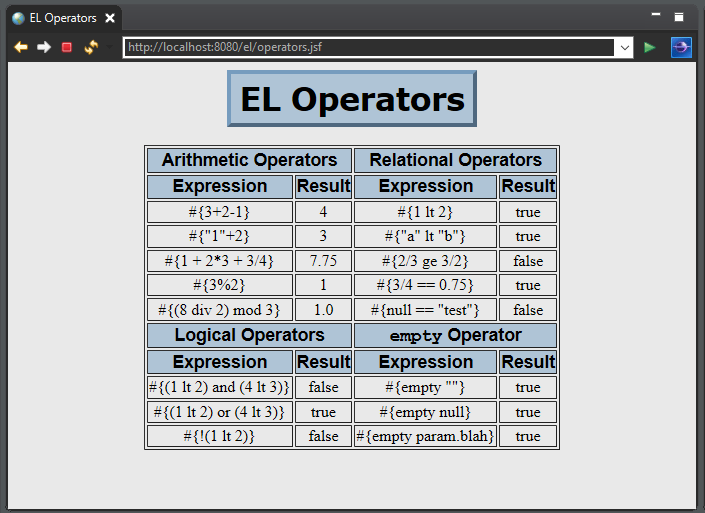 EL Operators
http://localhost:8080/el/operators.jsf
EL Operators
Arithmetic Operators Relational Operators
Expression Result Expression Result
#{3+2-1} 4 #{1 lt 2} true
#{"1"+2} 3 #{"a" lt "b"} true
#{1 + 2*3 + 3/4} 7.75 #{2/3 ge 3/2} false
#{3%2} 1 #{3/4 == 0.75} true
#{(8 div 2) mod 3} 1.0 #{null == "test"} false
Logical Operators empty Operator
Expression Result Expression Result
#{(1 lt 2) and (4 lt 3)} false #{empty ""} true
#{(1 lt 2) or (4 lt 3)} true #{empty null} true
#{!(1 lt 2)} false #{empty param.blah} true